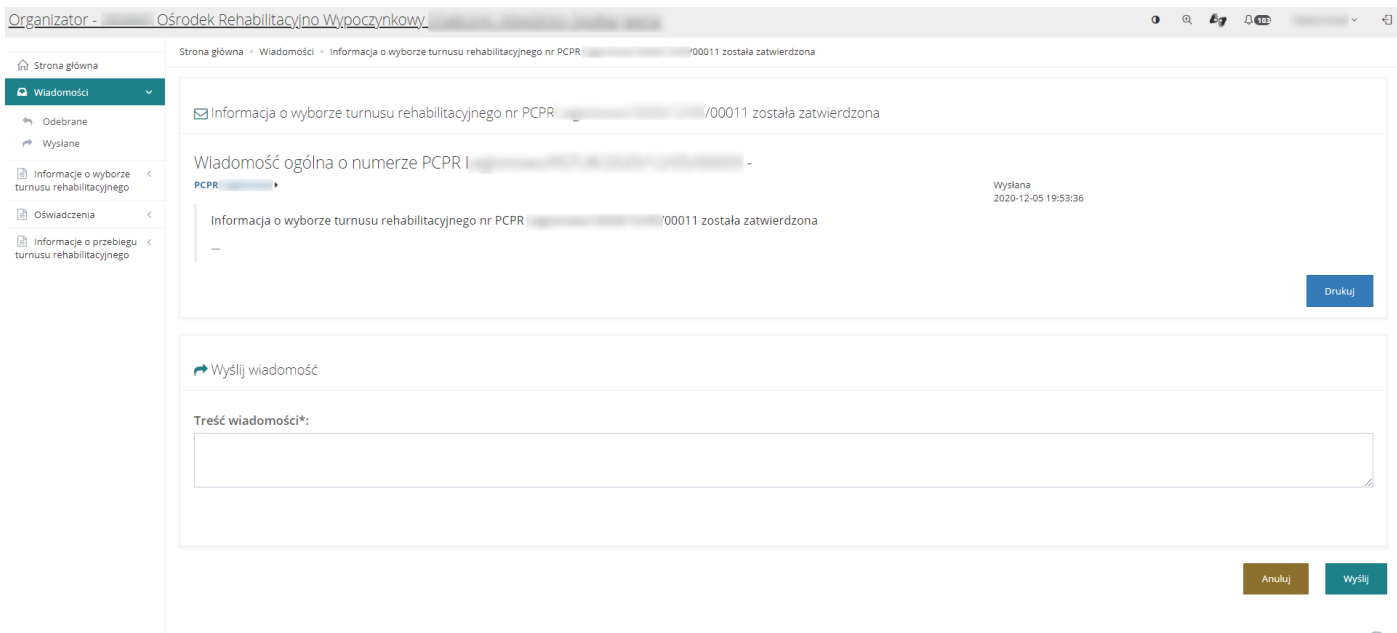 Organizator - Ośrodek Rehabilitacyjno Wypoczynkowy
103
Strona główna Wiadomości Informacja o wyborze turnusu rehabilitacyjnego nr PCPR /00011 została zatwierdzona
Strona główna
Wiadomości
Odebrane
Wysłane
Informacje o wyborze
turnusu rehabilitacyjnego
Oświadczenia
Informacje o przebiegu
turnusu rehabilitacyjnego
Informacja o wyborze turnusu rehabilitacyjnego nr PCPR /00011 została zatwierdzona
Wiadomość ogólna o numerze PCPR -
PCPR
Wysłana
2020-12-05 19:53:36
Informacja o wyborze turnusu rehabilitacyjnego nr PCPR /00011 została zatwierdzona
—
Drukuj
Wyślij wiadomość
Treść wiadomości*:
Anuluj Wyślij